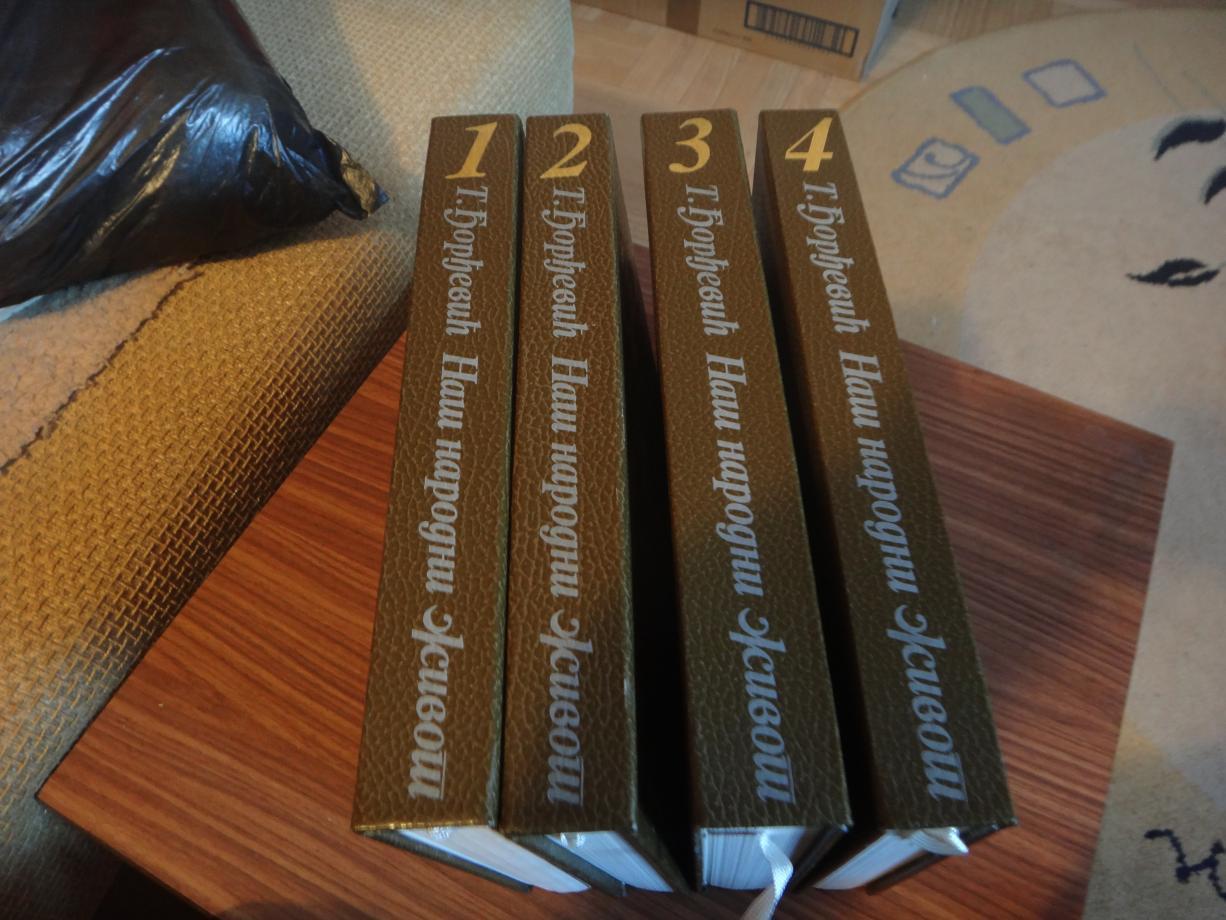 1
Т. Ђорђевић Наш народни живот
2
Т. Ђорђевић Наш народни живот
3
Т. Ђорђевић Наш народни живот
4
Т. Ђорђевић Наш народни живот